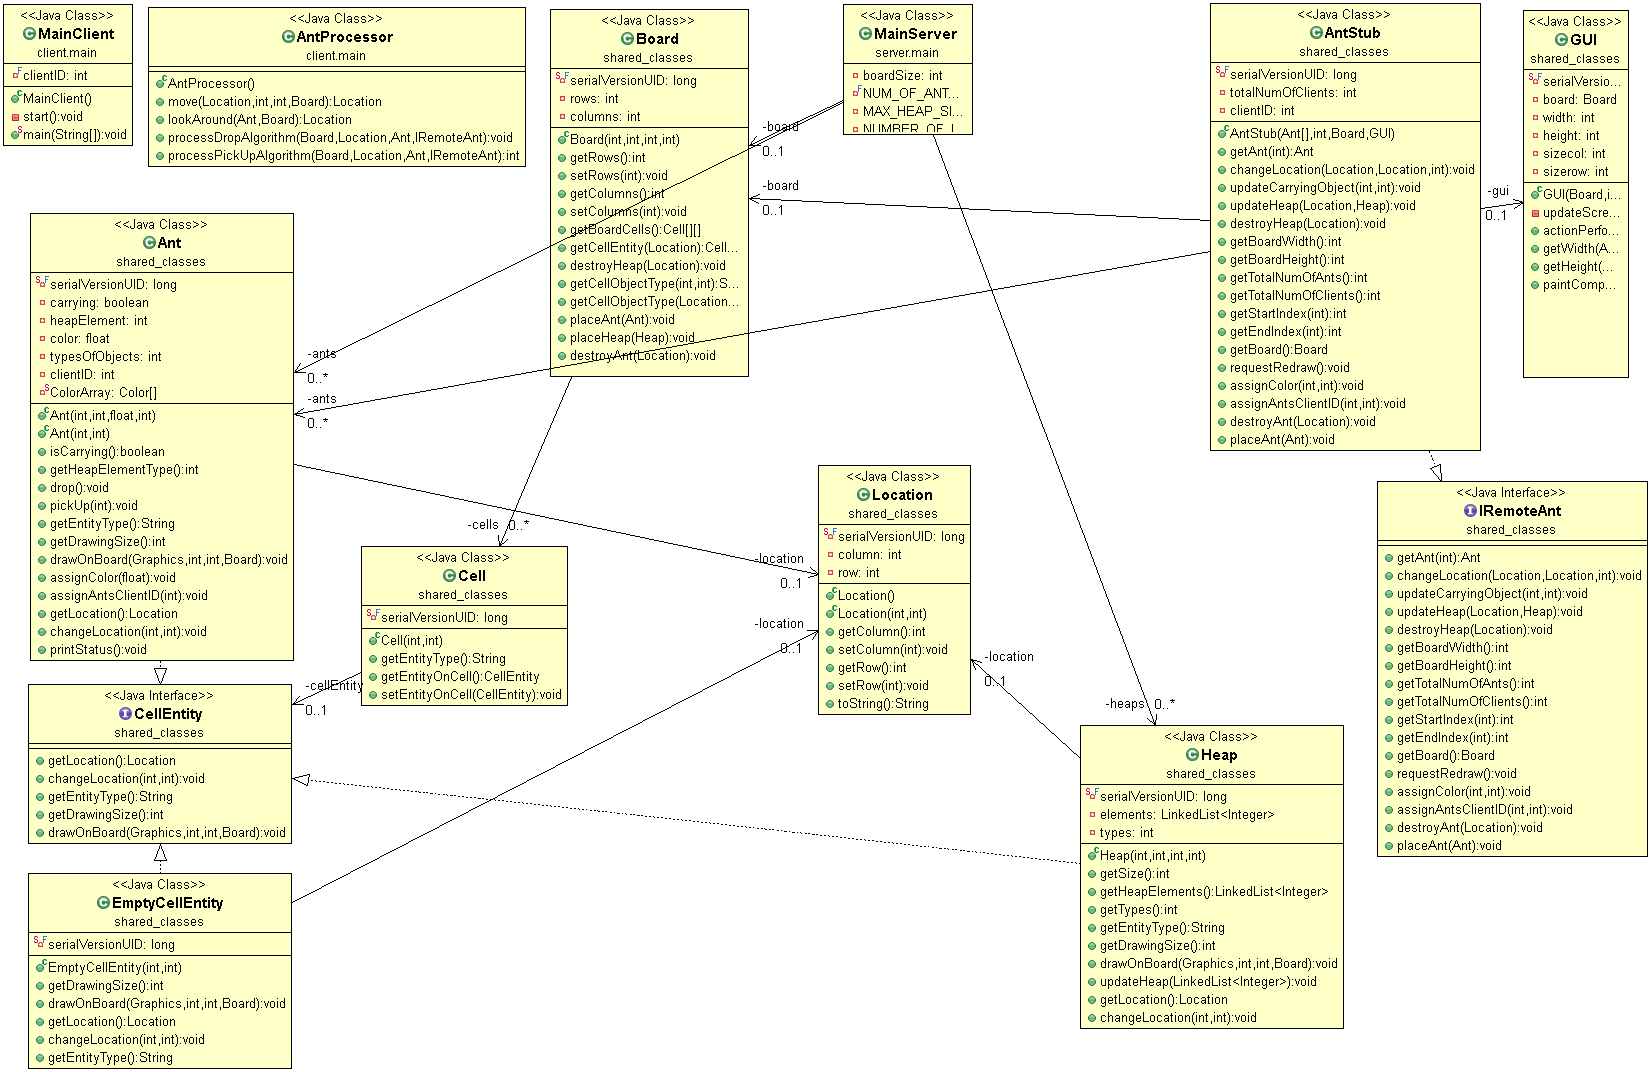 <<Java Class>>
MainClient
client.main
clientID: int
MainClient()
start():void
main(String[]):void
<<Java Class>>
AntProcessor
client.main
AntProcessor()
move(Location,int,int,Board):Location
lookAround(Ant,Board):Location
processDropAlgorithm(Board,Location,Ant,IRemoteAnt):void
processPickUpAlgorithm(Board,Location,Ant,IRemoteAnt):int
<<Java Class>>
Board
shared_classes
serialVersionUID: long
rows: int
columns: int
Board(int,int,int,int)
getRows():int
setRows(int):void
getColumns():int
setColumns(int):void
getBoardCells():Cell[][]
getCellEntity(Location):Cell...
destroyHeap(Location):void
getCellObjectType(int,int):S...
getCellObjectType(Location...
placeAnt(Ant):void
placeHeap(Heap):void
destroyAnt(Location):void
<<Java Class>>
MainServer
server.main
boardSize: int
NUM_OF_ANT...
MAX_HEAP_SI...
NUMBER_OF_I...
<<Java Class>>
AntStub
shared_classes
serialVersionUID: long
totalNumOfClients: int
clientID: int
AntStub(Ant[],int,Board,GUI)
getAnt(int):Ant
changeLocation(Location,Location,int):void
updateCarryingObject(int,int):void
updateHeap(Location,Heap):void
destroyHeap(Location):void
getBoardWidth():int
getBoardHeight():int
getTotalNumOfAnts():int
getTotalNumOfClients():int
getStartIndex(int):int
getEndIndex(int):int
getBoard():Board
requestRedraw():void
assignColor(int,int):void
assignAntsClientID(int,int):void
destroyAnt(Location):void
placeAnt(Ant):void
<<Java Class>>
GUI
shared_classes
serialVersio...
board: Board
width: int
height: int
sizecol: int
sizerow: int
GUI(Board,i...
updateScre...
actionPerfo...
getWidth(A...
getHeight(...
paintComp...
-board
0..1
-board
0..1
-gui
0..1
<<Java Class>>
Ant
shared_classes
serialVersionUID: long
carrying: boolean
heapElement: int
color: float
typesOfObjects: int
clientID: int
ColorArray: Color[]
Ant(int,int,float,int)
Ant(int,int)
isCarrying():boolean
getHeapElementType():int
drop():void
pickUp(int):void
getEntityType():String
getDrawingSize():int
drawOnBoard(Graphics,int,int,Board):void
assignColor(float):void
assignAntsClientID(int):void
getLocation():Location
changeLocation(int,int):void
printStatus():void
-ants
0..*
-ants
0..*
-cells 0..*
<<Java Class>>
Cell
shared_classes
serialVersionUID: long
Cell(int,int)
getEntityType():String
getEntityOnCell():CellEntity
setEntityOnCell(CellEntity):void
-cellEntity
0..1
<<Java Class>>
Location
shared_classes
serialVersionUID: long
column: int
row: int
Location()
Location(int,int)
getColumn():int
setColumn(int):void
getRow():int
setRow(int):void
toString():String
-location
0..1
-location
0..1
-location
0..1
-heaps 0..*
<<Java Interface>>
IRemoteAnt
shared_classes
getAnt(int):Ant
changeLocation(Location,Location,int):void
updateCarryingObject(int,int):void
updateHeap(Location,Heap):void
destroyHeap(Location):void
getBoardWidth():int
getBoardHeight():int
getTotalNumOfAnts():int
getTotalNumOfClients():int
getStartIndex(int):int
getEndIndex(int):int
getBoard():Board
requestRedraw():void
assignColor(int,int):void
assignAntsClientID(int,int):void
destroyAnt(Location):void
placeAnt(Ant):void
<<Java Interface>>
CellEntity
shared_classes
getLocation():Location
changeLocation(int,int):void
getEntityType():String
getDrawingSize():int
drawOnBoard(Graphics,int,int,Board):void
<<Java Class>>
Heap
shared_classes
serialVersionUID: long
elements: LinkedList<Integer>
types: int
Heap(int,int,int,int)
getSize():int
getHeapElements():LinkedList<Integer>
getTypes():int
getEntityType():String
getDrawingSize():int
drawOnBoard(Graphics,int,int,Board):void
updateHeap(LinkedList<Integer>):void
getLocation():Location
changeLocation(int,int):void
<<Java Class>>
EmptyCellEntity
shared_classes
serialVersionUID: long
EmptyCellEntity(int,int)
getDrawingSize():int
drawOnBoard(Graphics,int,int,Board):void
getLocation():Location
changeLocation(int,int):void
getEntityType():String